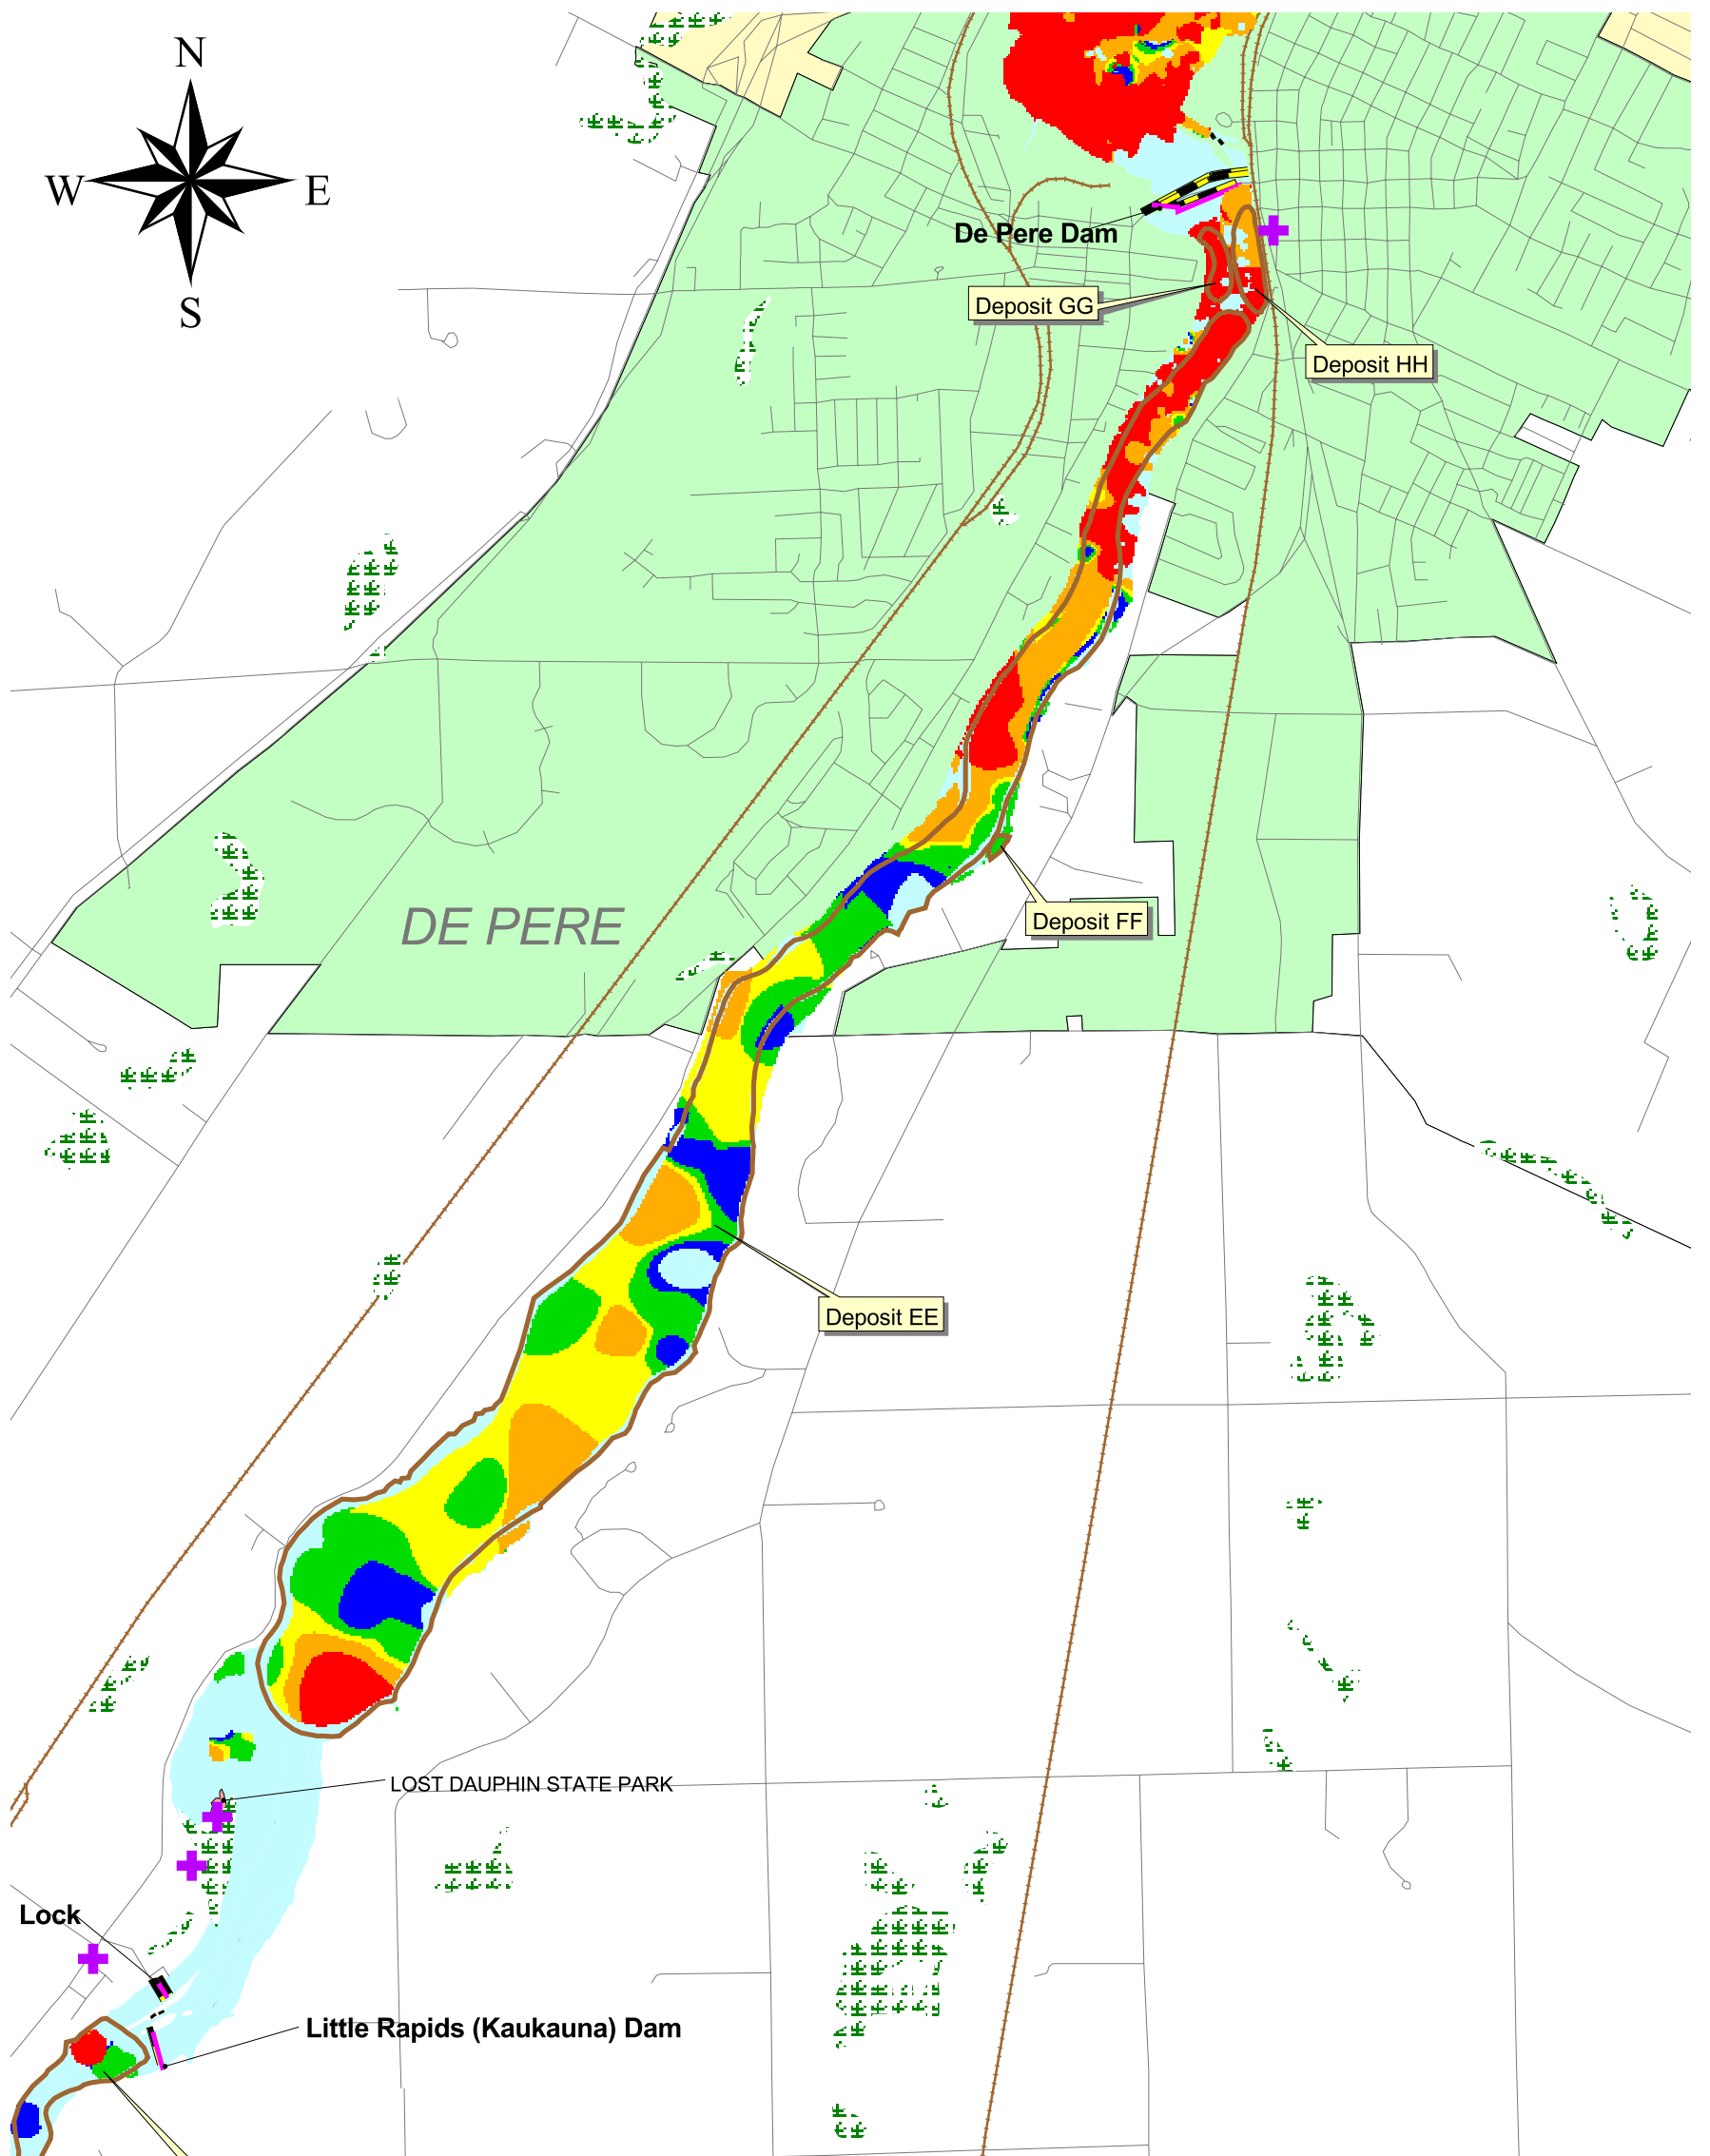 N
W
E
S
De Pere Dam
Deposit GG
Deposit HH
DE PERE
Deposit FF
Deposit EE
LOST DAUPHIN STATE PARK
Lock
Little Rapids (Kaukauna) Dam